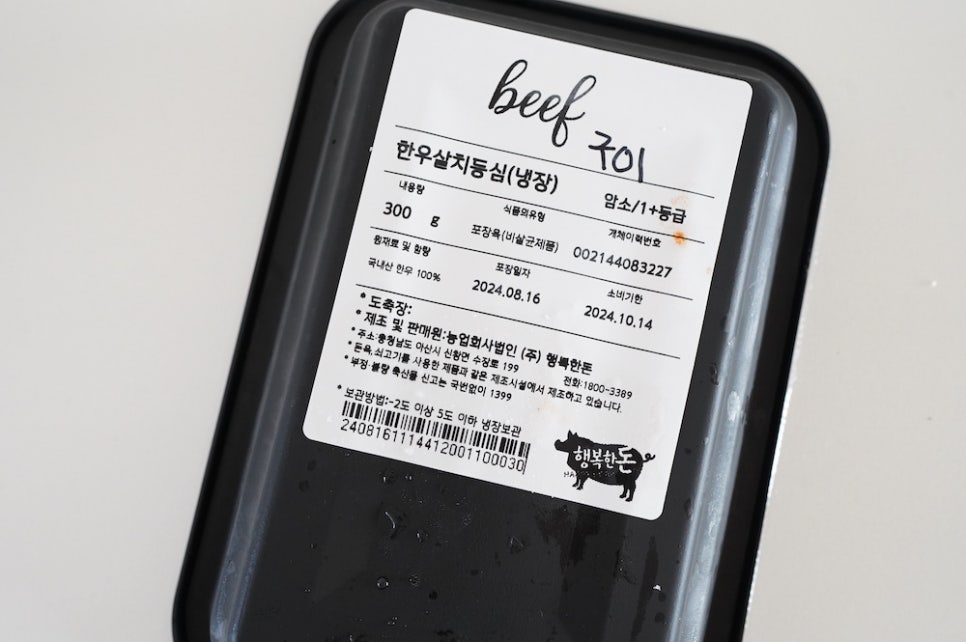 beef
구이
한우살치등심(냉장) 암소/1+등급
내용량 식품의유형 개체이력번호
300 g 포장육(비살균제품) 002144083227
원재료 및 함량 포장일자 소비기한
국내산 한우 100% 2024.08.16 2024.10.14
* 도축장:
* 제조 및 판매원:농업회사법인 (주) 행복한돈
* 주소:충청남도 아산시 신창면 수장로 199 전화:1800-3389
* 돈육,쇠고기를 사용한 제품과 같은 제조시설에서 제조하고 있습니다.
* 부정·불량 축산물 신고는 국번없이 1399
* 보관방법:-2도 이상 5도 이하 냉장보관
2408161114412001100030
행복한돈